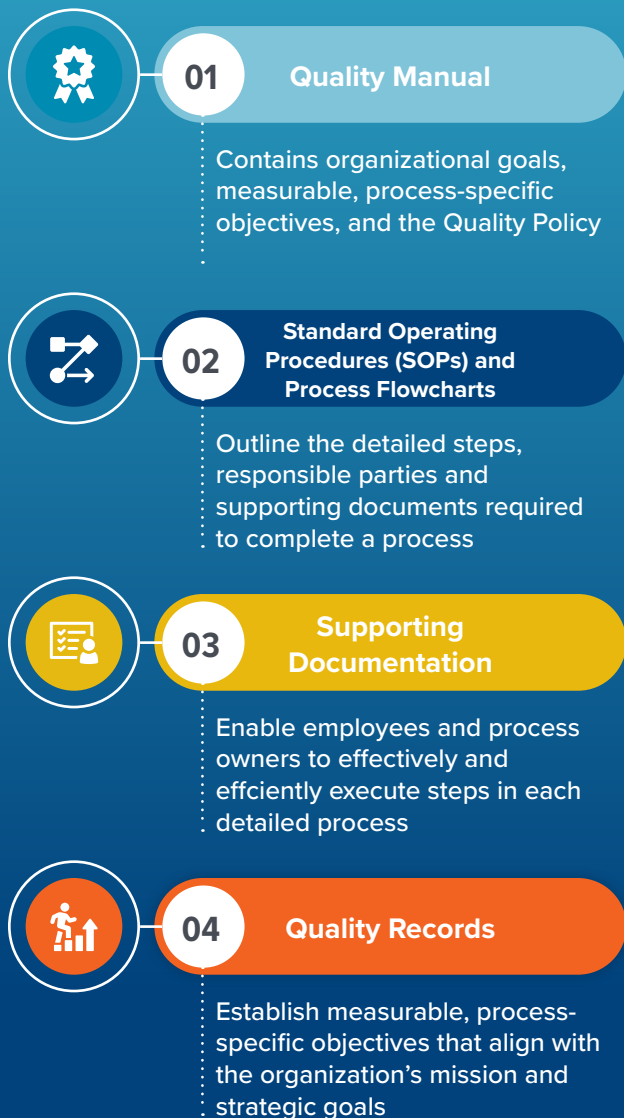 01
Quality Manual
Contains organizational goals,
measurable, process-specific
objectives, and the Quality Policy
02
Standard Operating
Procedures (SOPs) and
Process Flowcharts
Outline the detailed steps,
responsible parties and
supporting documents required
to complete a process
03
Supporting
Documentation
Enable employees and process
owners to effectively and
effciently execute steps in each
detailed process
04
Quality Records
Establish measurable, process-
specific objectives that align with
the organization's mission and
strategic goals